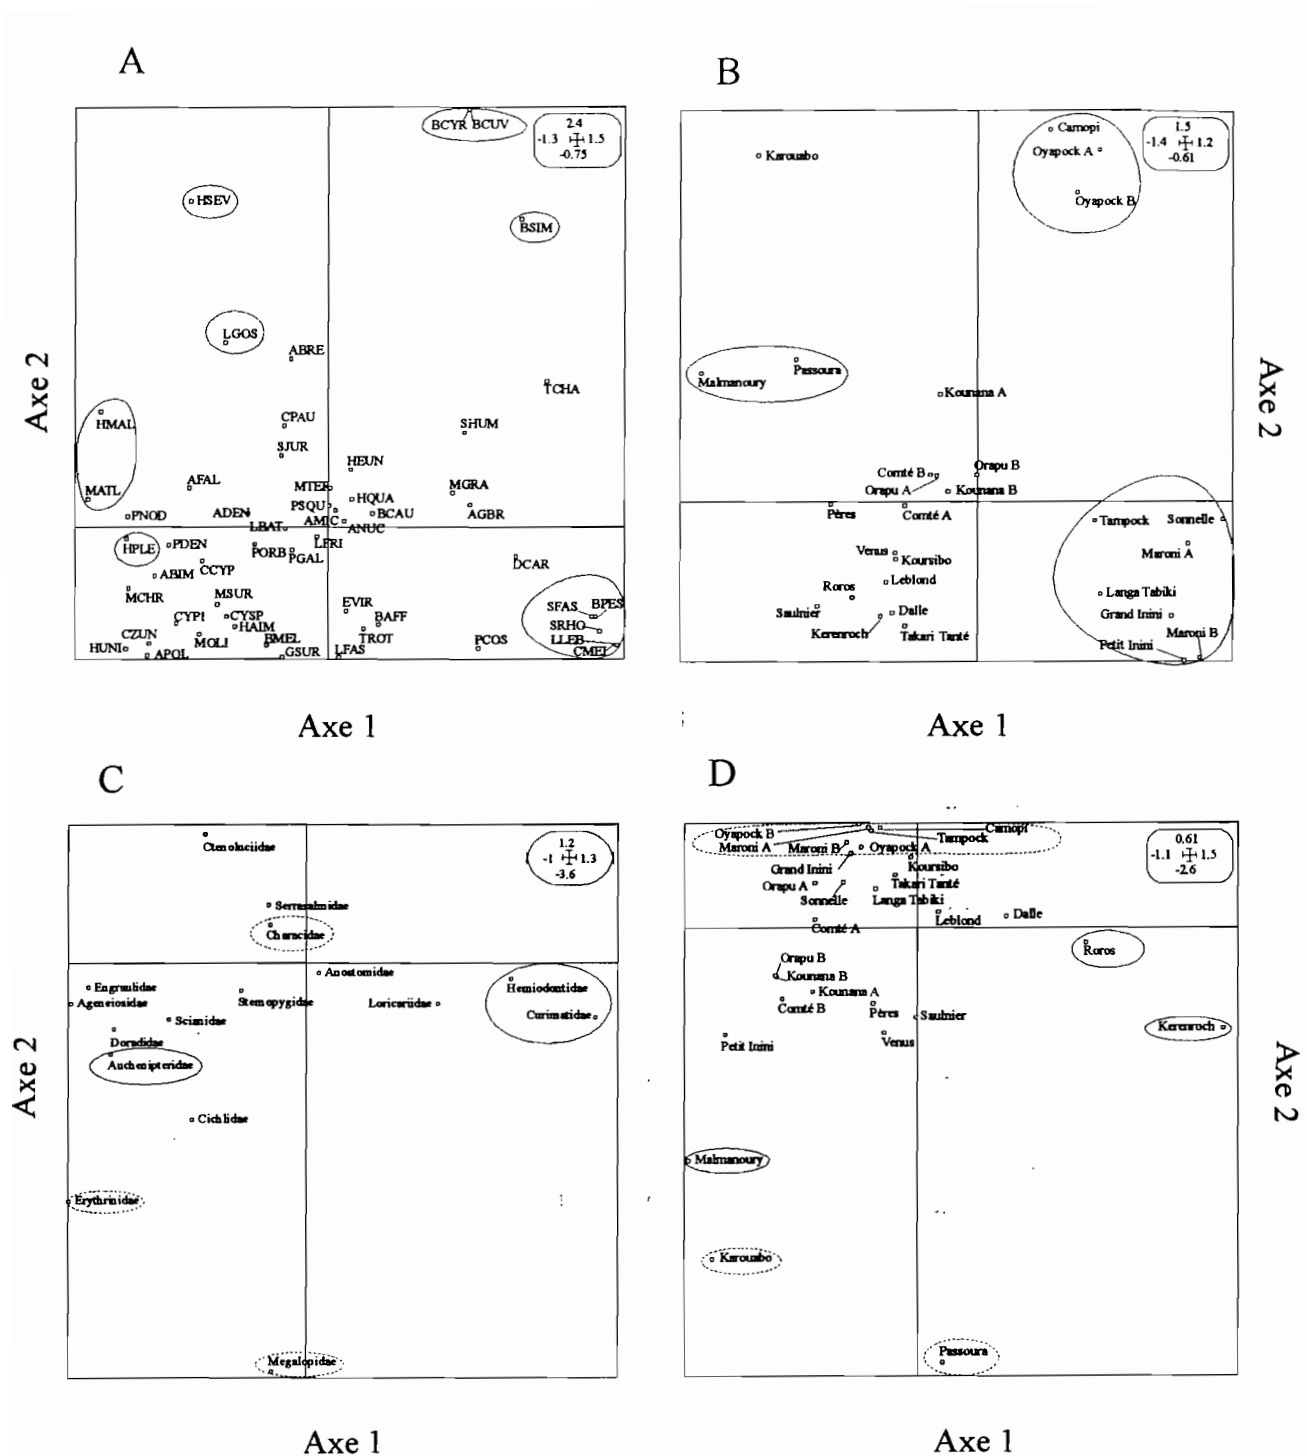 A
BCYR BCUV
2.4
-1.3 1.5
-0.75
HSEV
BSIM
LGOS
ABRE
TCHA
HMAL
CPAU
SHUM
SJUR
HEUN
MATL
AFAL
MTER
MGRA
HQUA
PNOD
ADEN
PSQU
BCAU
AGBR
AMIC
LBAT
ANUC
HPLE
PDEN
PORB
PGAL
LFRI
CCYP
DCAR
ABIM
MCHR
MSUR
EVIR
SFAS
BPES
CYPI
CYSP
BAFF
HAIM
SRHO
CZUN
MOLI
BMEL
TROT
PCOS
LLEB
HUNI
APOL
GSUR
LFAS
CMEI
Axe 2
Axe 1
B
Karouabo
Camopi
Oyapock A
Oyapock B
1.5
-1.4 1.2
-0.61
Malmanoury
Passoura
Kounana A
Comté B
Orapu B
Orapu A
Kounana B
Pères
Comté A
Tampock
Sonnelle
Venus
Koursibo
Maroni A
Leblond
Roros
Langa Tabiki
Saulnier
Dalle
Grand Inini
Kerenroch
Takari Tanté
Maroni B
Petit Inini
Axe 2
Axe 1
C
Ctenoluciidae
1.2
-1 1.3
-3.6
Serrasalmidae
Characidae
Anostomidae
Engraulidae
Hemiodontidae
Ageneiosidae
Sternopygidae
Loricariidae
Curimatidae
Scianidae
Doradidae
Auchenipteridae
Cichlidae
Erythrinidae
Megalopidae
Axe 2
Axe 1
D
Oyapock B
Camopi
Maroni A
Maroni B
Oyapock A
Tampock
0.61
-1.1 1.5
-2.6
Grand Inini
Koursibo
Orapu A
Takari Tanté
Sonnelle
Langa Tabiki
Comté A
Leblond
Dalle
Roros
Orapu B
Kounana B
Kounana A
Comté B
Pères
Saulnier
Kerenroch
Petit Inini
Venus
Malmanoury
Karouabo
Passoura
Axe 2
Axe 1